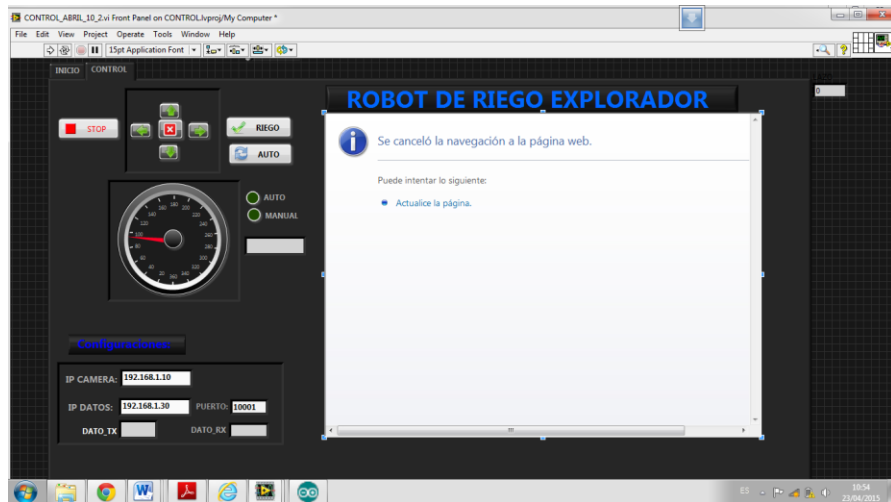 CONTROL_ABRIL_10_2.vi Front Panel on CONTROL.lvproj/My Computer *
File Edit View Project Operate Tools Window Help
15pt Application Font
INICIO CONTROL
ROBOT DE RIEGO EXPLORADOR
0
STOP
RIEGO
AUTO
Se canceló la navegación a la página web.
Puede intentar lo siguiente:
Actualice la página.
AUTO
MANUAL
Configuraciones
IP CAMERA: 192.168.1.10
IP DATOS: 192.168.1.30 PUERTO: 10001
DATO_TX DATO_RX
ES 10:54
23/04/2015